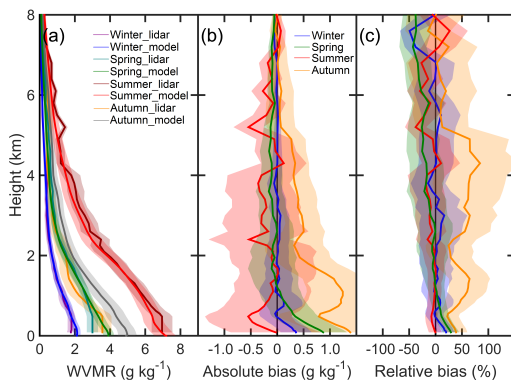 (a)
Winter_lidar
Winter_model
Spring_lidar
Spring_model
Summer_lidar
Summer_model
Autumn_lidar
Autumn_model
(b)
Winter
Spring
Summer
Autumn
(c)
Height (km)
8
6
4
2
0
0 2 4 6 8
WVMR (g kg⁻¹)
-1.0 -0.5 0 0.5 1.0
Absolute bias (g kg⁻¹)
-100 -50 0 50 100
Relative bias (%)